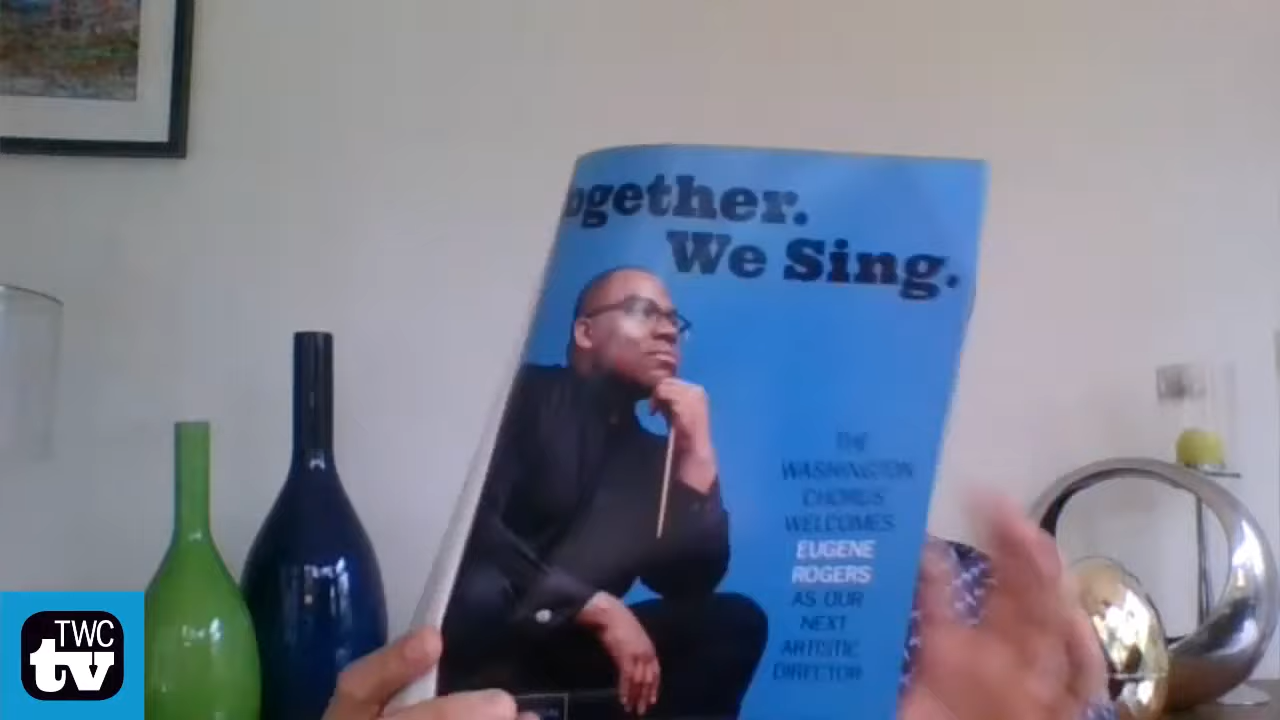 ogether.
We Sing.
THE
WASHINGTON
CHORUS
WELCOMES
EUGENE
ROGERS
AS OUR
NEXT
ARTISTIC
DIRECTOR
TWC
tv